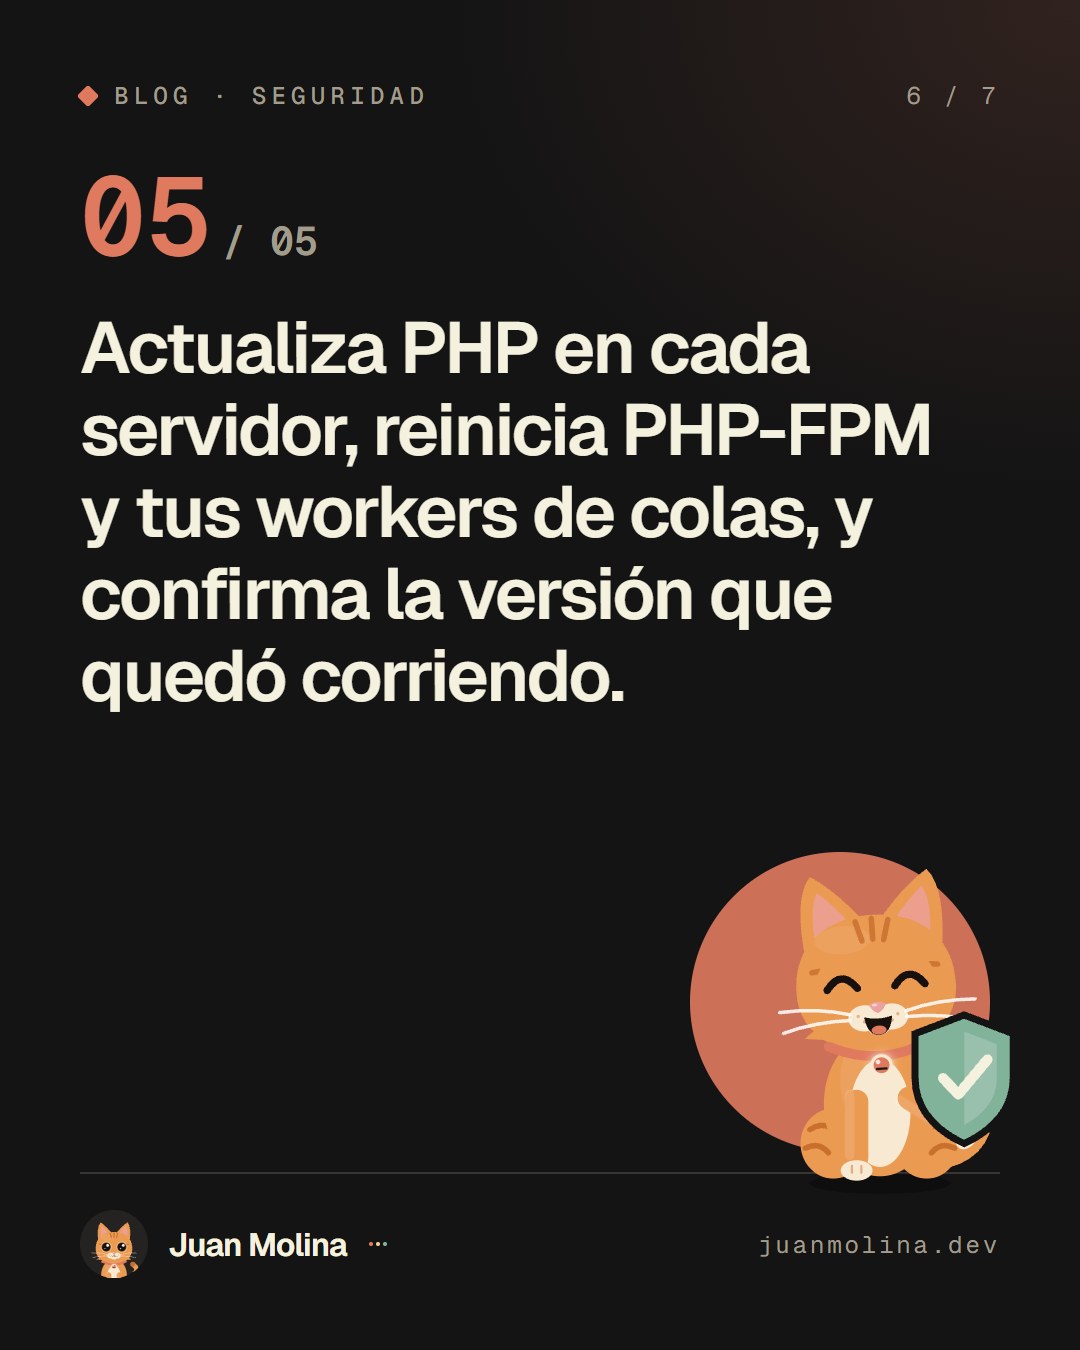 BLOG · SEGURIDAD
6 / 7
05 / 05
Actualiza PHP en cada
servidor, reinicia PHP-FPM
y tus workers de colas, y
confirma la versión que
quedó corriendo.
Juan Molina
juanmolina.dev